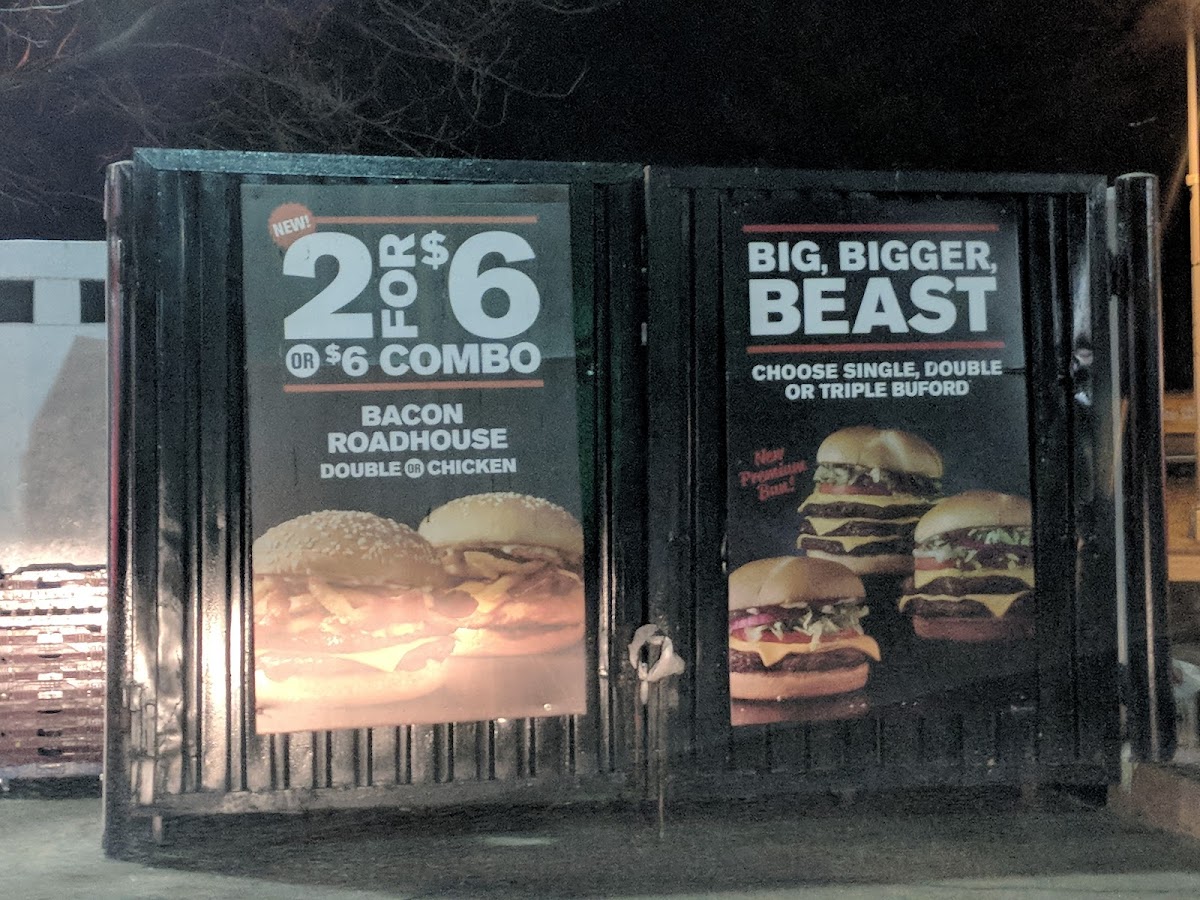 NEW!
2 FOR $6
OR $6 COMBO
BACON
ROADHOUSE
DOUBLE OR CHICKEN
BIG, BIGGER,
BEAST
CHOOSE SINGLE, DOUBLE
OR TRIPLE BUFORD
New
Premium
Bun!